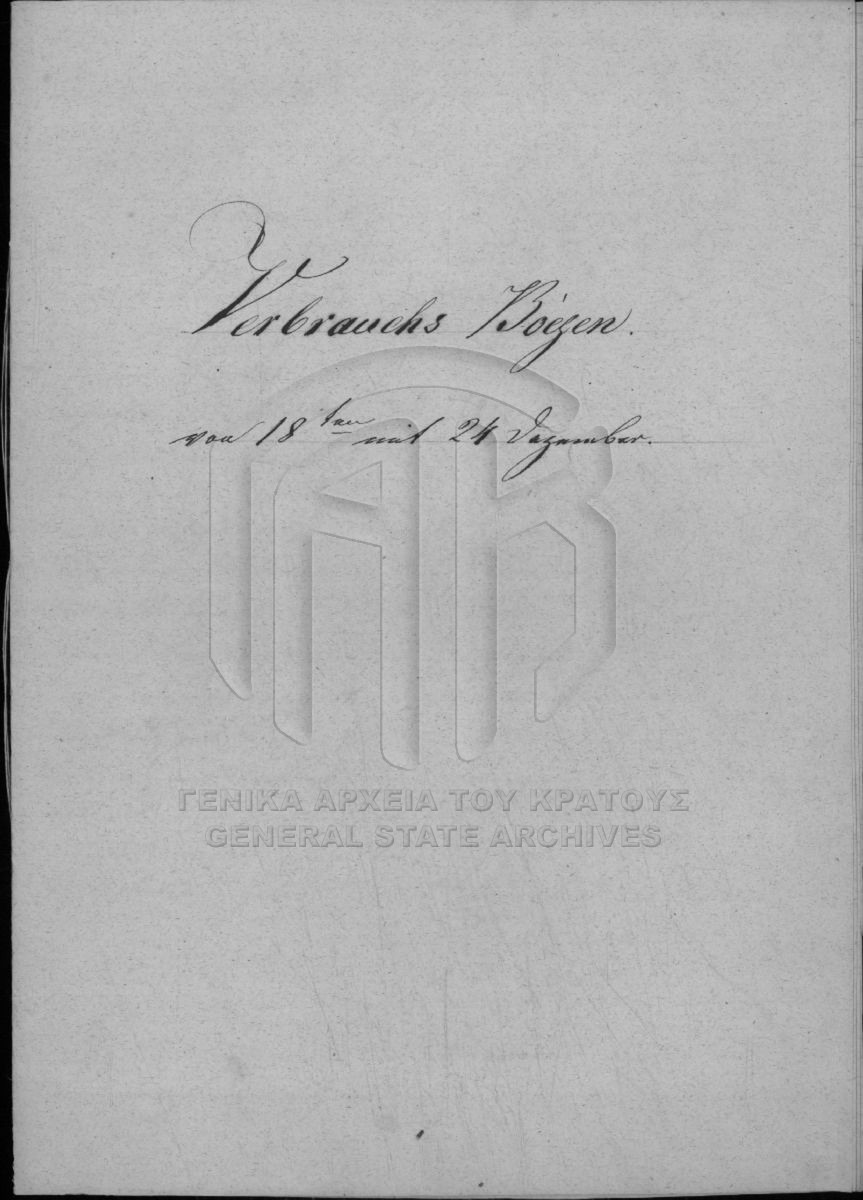 Verbrauchs Bögen.
von 18ten mit 24 Dezember.
ΓΕΝΙΚΑ ΑΡΧΕΙΑ ΤΟΥ ΚΡΑΤΟΥΣ
GENERAL STATE ARCHIVES